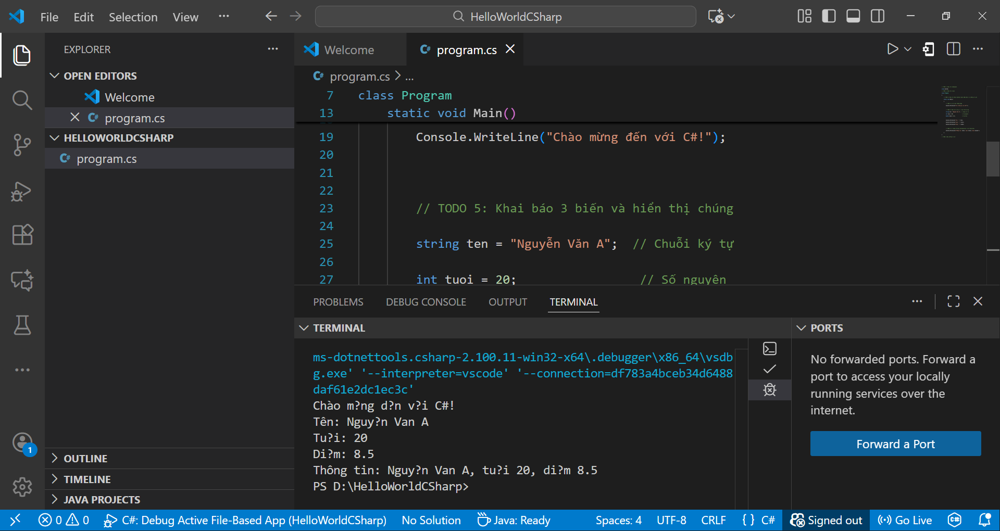 File Edit Selection View ··· HelloWorldCSharp
EXPLORER ···
OPEN EDITORS
Welcome
program.cs
HELLOWORLDCSHARP
program.cs
OUTLINE
TIMELINE
JAVA PROJECTS
1
Welcome
C# program.cs
C# program.cs > ...
7 class Program
13 static void Main()
19 Console.WriteLine("Chào mừng đến với C#!");
20
21
22
23 // TODO 5: Khai báo 3 biến và hiển thị chúng
24
25 string ten = "Nguyễn Văn A"; // Chuỗi ký tự
26
27 int tuoi = 20; // Số nguyên
PROBLEMS DEBUG CONSOLE OUTPUT TERMINAL ···
TERMINAL
ms-dotnettools.csharp-2.100.11-win32-x64\.debugger\x86_64\vsdb
g.exe' '--interpreter=vscode' '--connection=df783a4bceb34d6488
daf61e2dc1ec3c'
Chào m?ng d?n v?i C#!
Tên: Nguy?n Van A
Tu?i: 20
Di?m: 8.5
Thông tin: Nguy?n Van A, tu?i 20, di?m 8.5
PS D:\HelloWorldCSharp>
PORTS
No forwarded ports. Forward a
port to access your locally
running services over the
internet.
Forward a Port
0 0 C#: Debug Active File-Based App (HelloWorldCSharp) No Solution Java: Ready Spaces: 4 UTF-8 CRLF { } C# Signed out Go Live